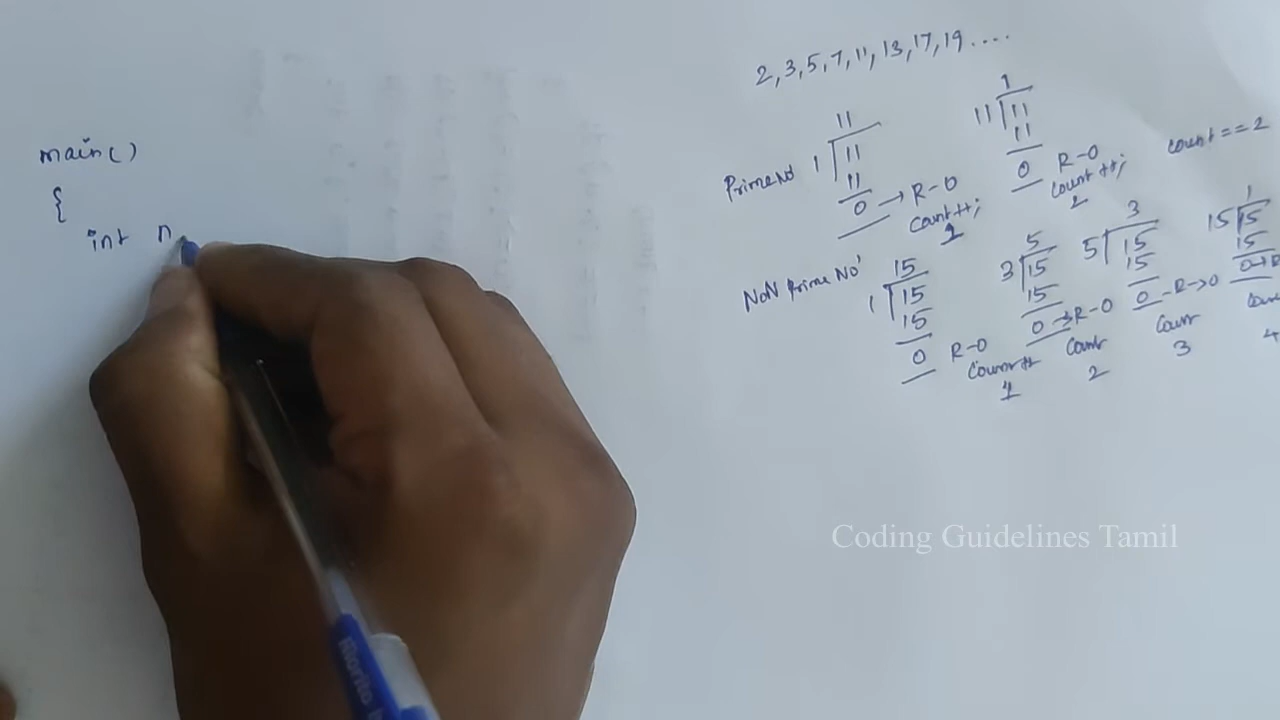 main()
{
int n,
2,3,5,7,11,13,17,19....
Prime No
11
1 11
11
0 → R-0
Count++;
1
1
11 11
11
0 R-0
Count++;
2
Count==2
NoN Prime No'
15
1 15
15
0 R-0
Count++
1
5
3 15
15
0 → R-0
Count
2
3
5 15
15
0 - R→0
Count
3
1
15 15
15
4
Coding Guidelines Tamil